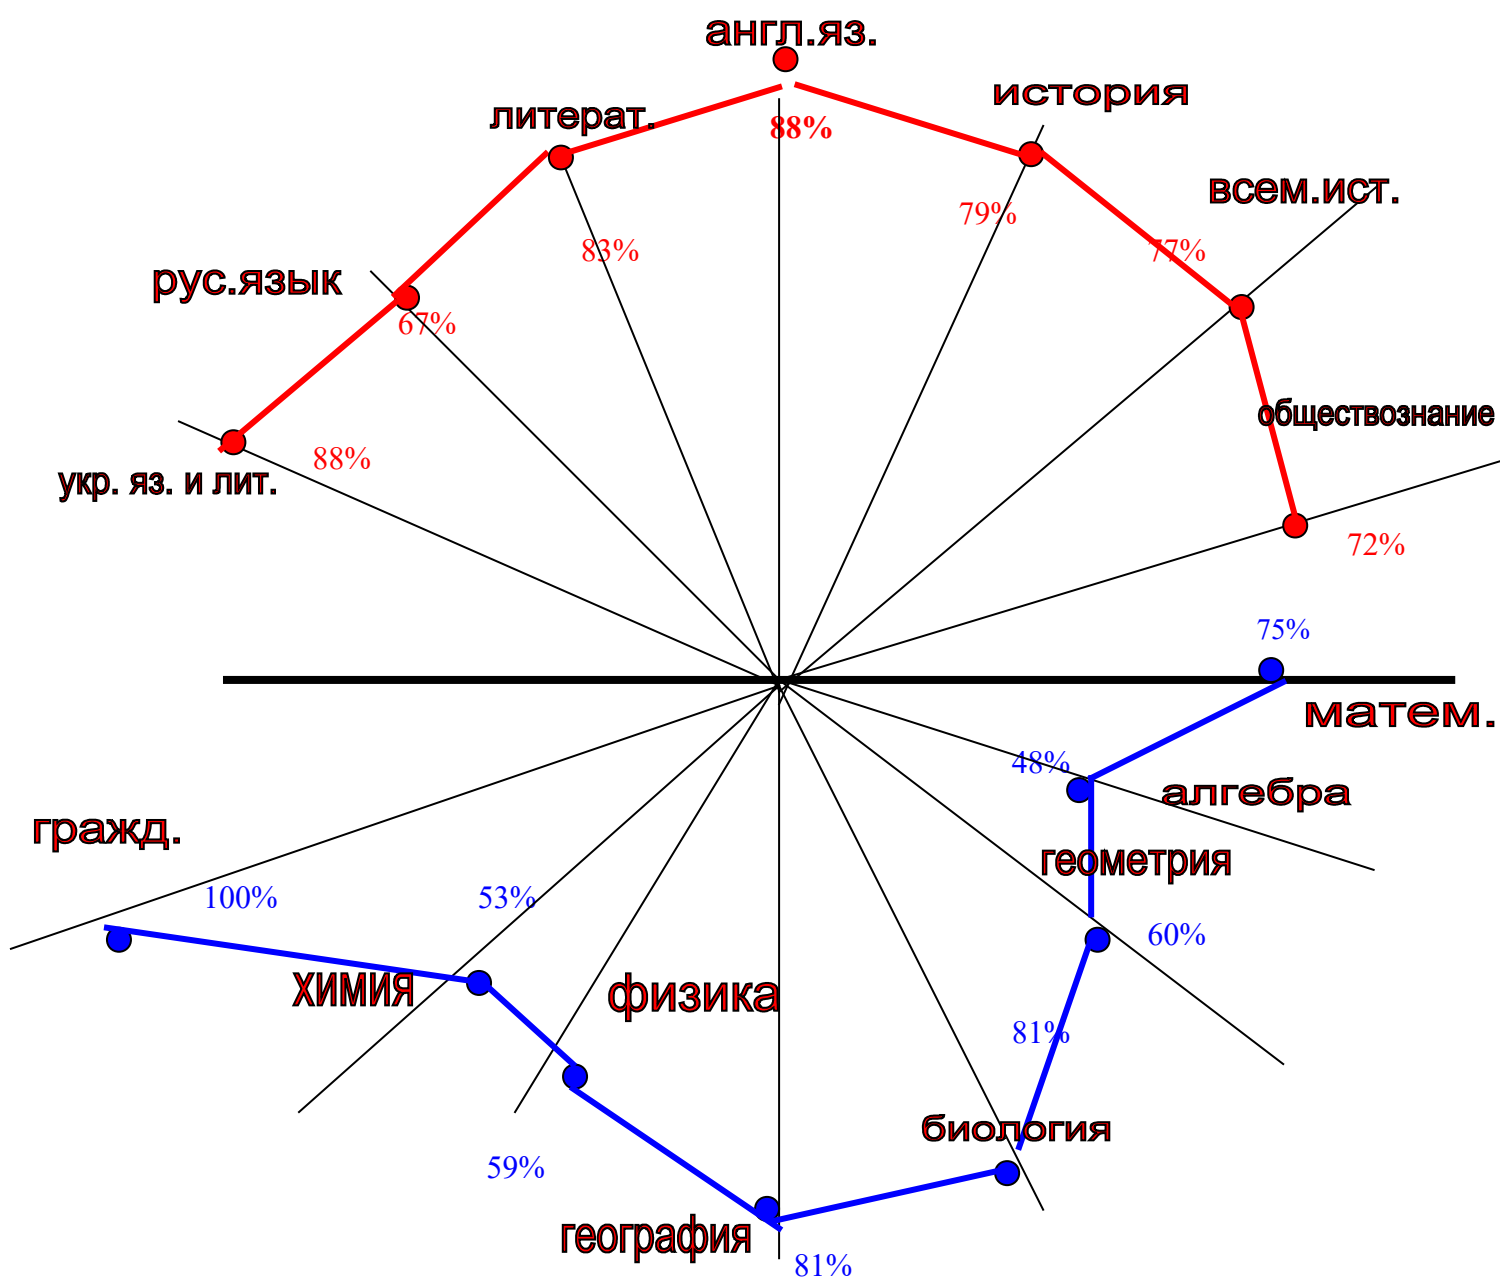 англ.яз.
история
литерат.
88%
всем.ист.
79%
83%
77%
рус.язык
67%
обществознание
88%
укр. яз. и лит.
72%
75%
матем.
48%
алгебра
гражд.
геометрия
100%
53%
60%
химия
физика
81%
биология
59%
география
81%